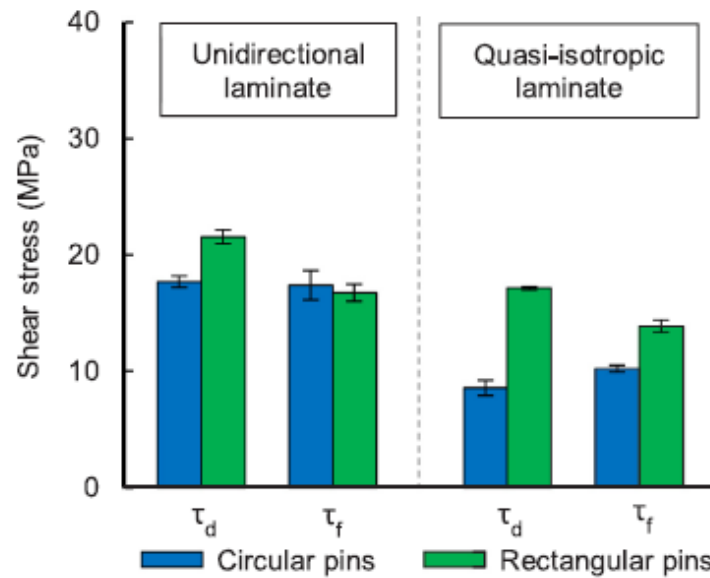 Shear stress (MPa)
40
30
20
10
0
Unidirectional
laminate
Quasi-isotropic
laminate
τd
τf
τd
τf
Circular pins
Rectangular pins